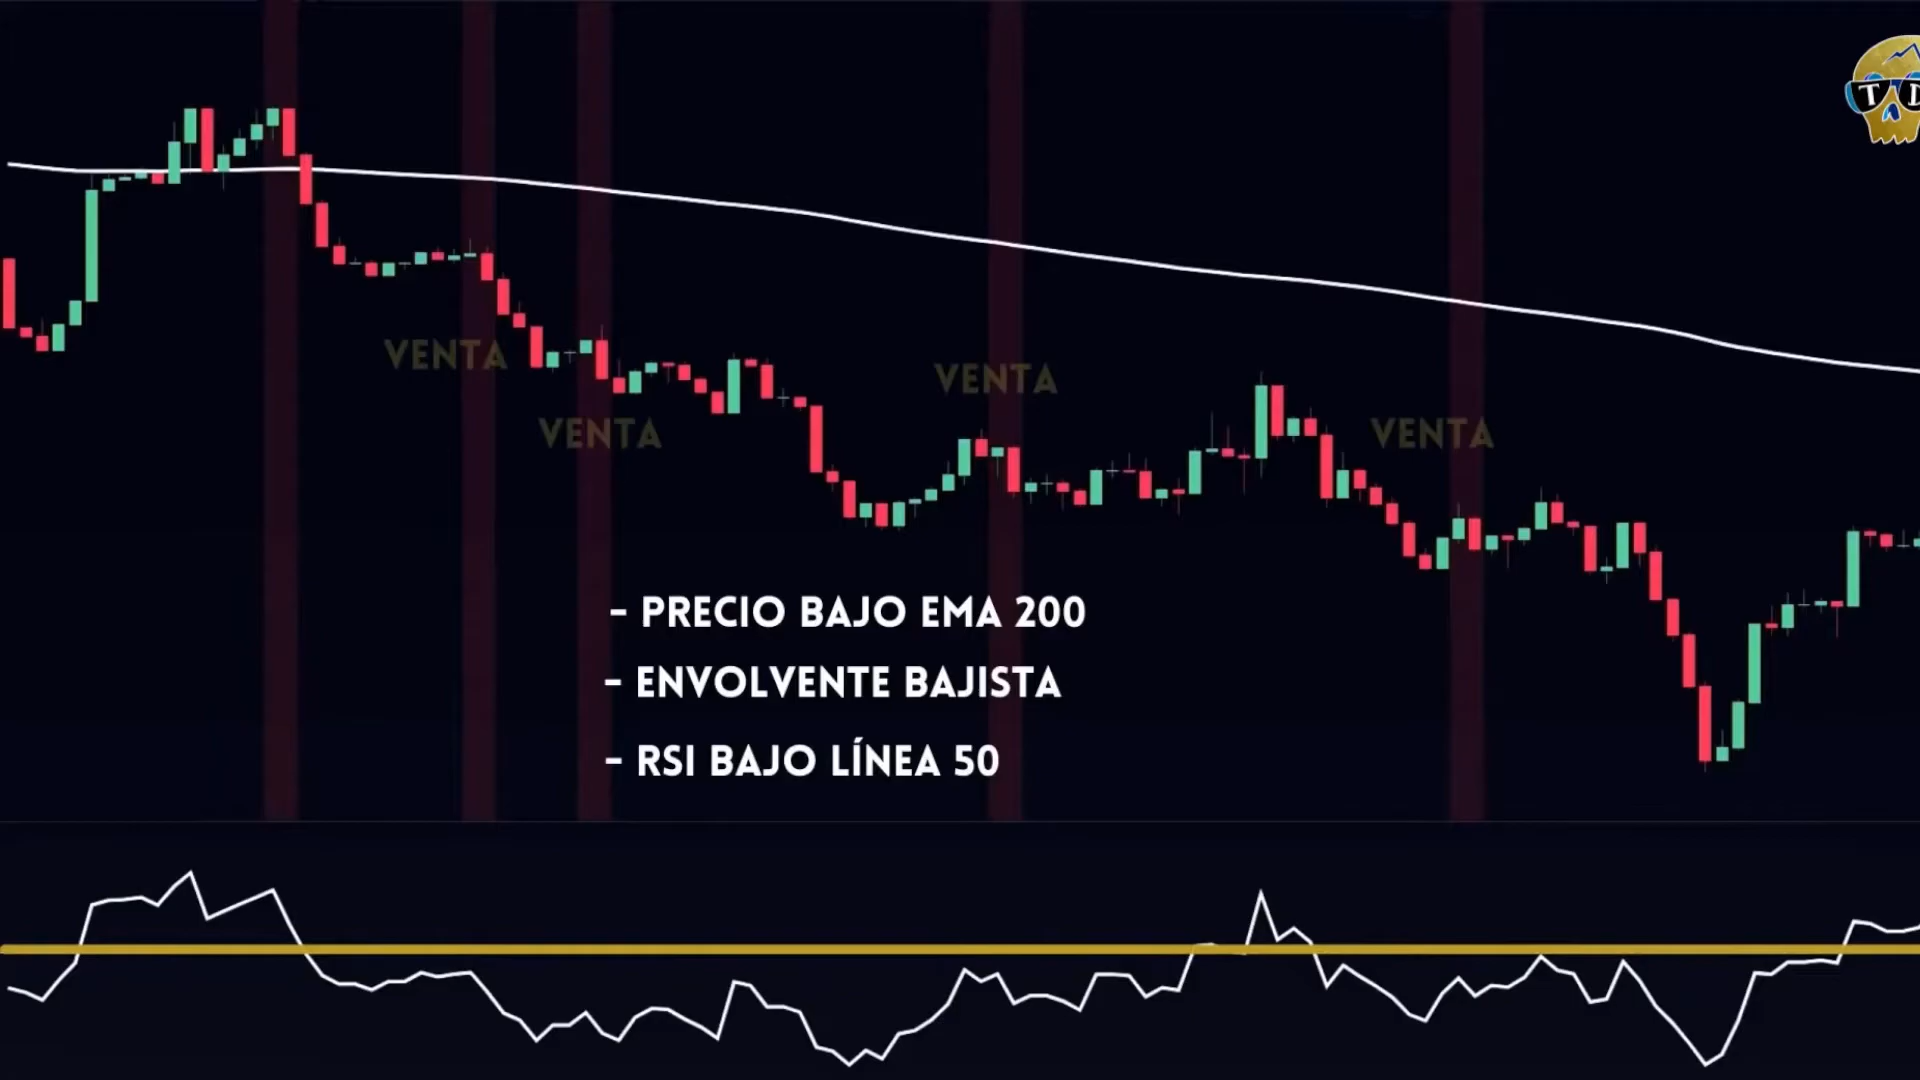 T D
VENTA
VENTA
VENTA
VENTA
- PRECIO BAJO EMA 200
- ENVOLVENTE BAJISTA
- RSI BAJO LÍNEA 50